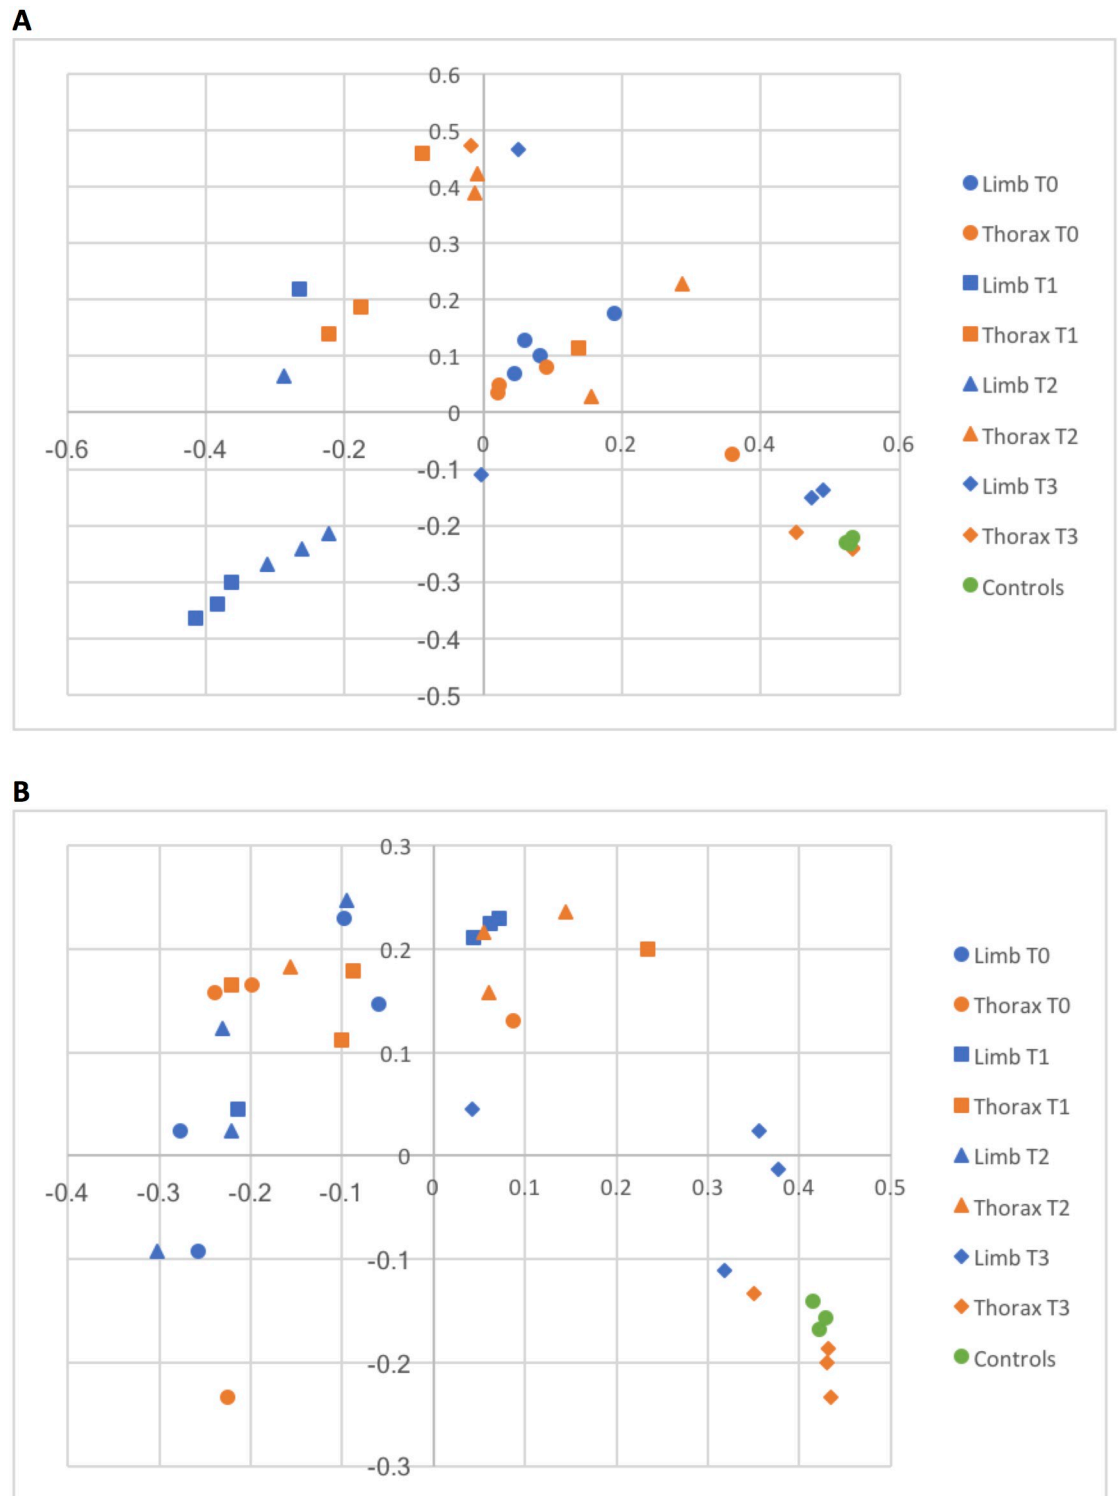 A
0.6
0.5
0.4
0.3
0.2
0.1
0
-0.6 -0.4 -0.2 0 0.2 0.4 0.6
-0.1
-0.2
-0.3
-0.4
-0.5
Limb T0
Thorax T0
Limb T1
Thorax T1
Limb T2
Thorax T2
Limb T3
Thorax T3
Controls
B
0.3
0.2
0.1
0
-0.4 -0.3 -0.2 -0.1 0 0.1 0.2 0.3 0.4 0.5
-0.1
-0.2
-0.3
Limb T0
Thorax T0
Limb T1
Thorax T1
Limb T2
Thorax T2
Limb T3
Thorax T3
Controls